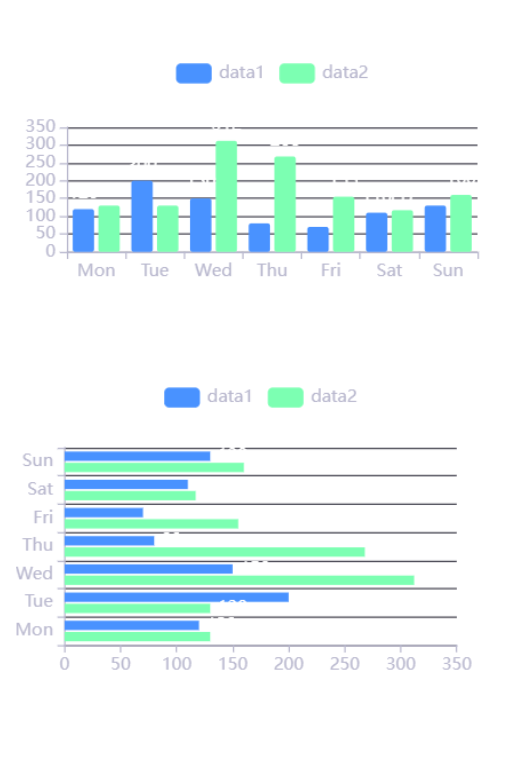 data1 data2
350
300
250
200
150
100
50
0
Mon Tue Wed Thu Fri Sat Sun
data1 data2
Sun
Sat
Fri
Thu
Wed
Tue
Mon
0 50 100 150 200 250 300 350